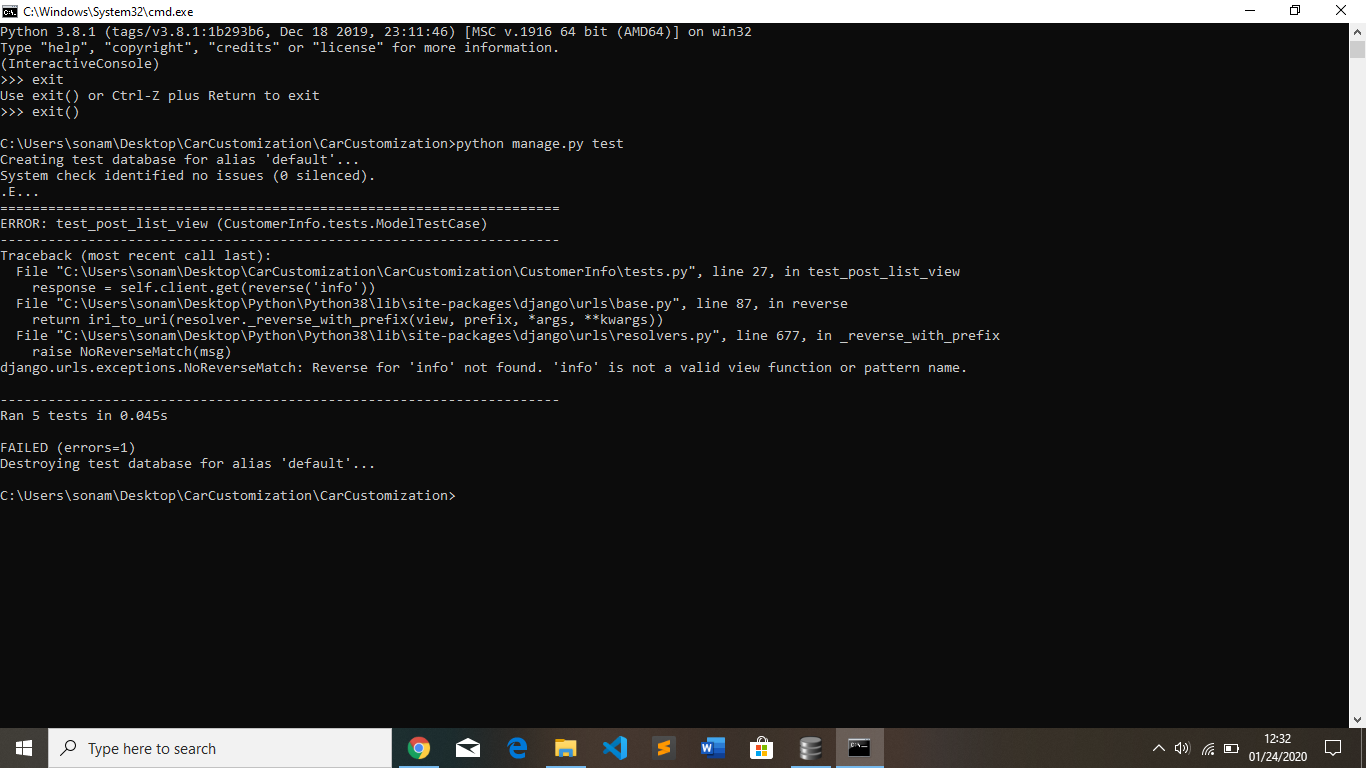 C:\Windows\System32\cmd.exe
Python 3.8.1 (tags/v3.8.1:1b293b6, Dec 18 2019, 23:11:46) [MSC v.1916 64 bit (AMD64)] on win32
Type "help", "copyright", "credits" or "license" for more information.
(InteractiveConsole)
>>> exit
Use exit() or Ctrl-Z plus Return to exit
>>> exit()
C:\Users\sonam\Desktop\CarCustomization\CarCustomization>python manage.py test
Creating test database for alias 'default'...
System check identified no issues (0 silenced).
.E...
======================================================================
ERROR: test_post_list_view (CustomerInfo.tests.ModelTestCase)
----------------------------------------------------------------------
Traceback (most recent call last):
  File "C:\Users\sonam\Desktop\CarCustomization\CarCustomization\CustomerInfo\tests.py", line 27, in test_post_list_view
    response = self.client.get(reverse('info'))
  File "C:\Users\sonam\Desktop\Python\Python38\lib\site-packages\django\urls\base.py", line 87, in reverse
    return iri_to_uri(resolver._reverse_with_prefix(view, prefix, *args, **kwargs))
  File "C:\Users\sonam\Desktop\Python\Python38\lib\site-packages\django\urls\resolvers.py", line 677, in _reverse_with_prefix
    raise NoReverseMatch(msg)
django.urls.exceptions.NoReverseMatch: Reverse for 'info' not found. 'info' is not a valid view function or pattern name.
----------------------------------------------------------------------
Ran 5 tests in 0.045s
FAILED (errors=1)
Destroying test database for alias 'default'...
C:\Users\sonam\Desktop\CarCustomization\CarCustomization>
Type here to search
12:32
01/24/2020